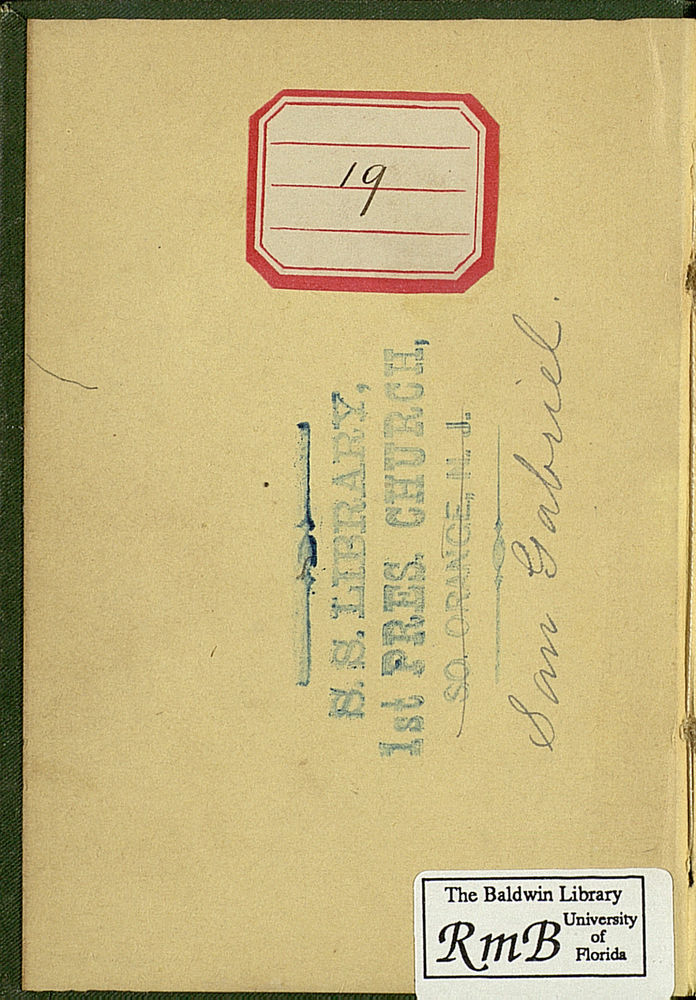 19
S. S. LIBRARY,
1st PRES. CHURCH,
SO. ORANGE, N. J.
San Gabriel.
The Baldwin Library
RmB
University
of
Florida